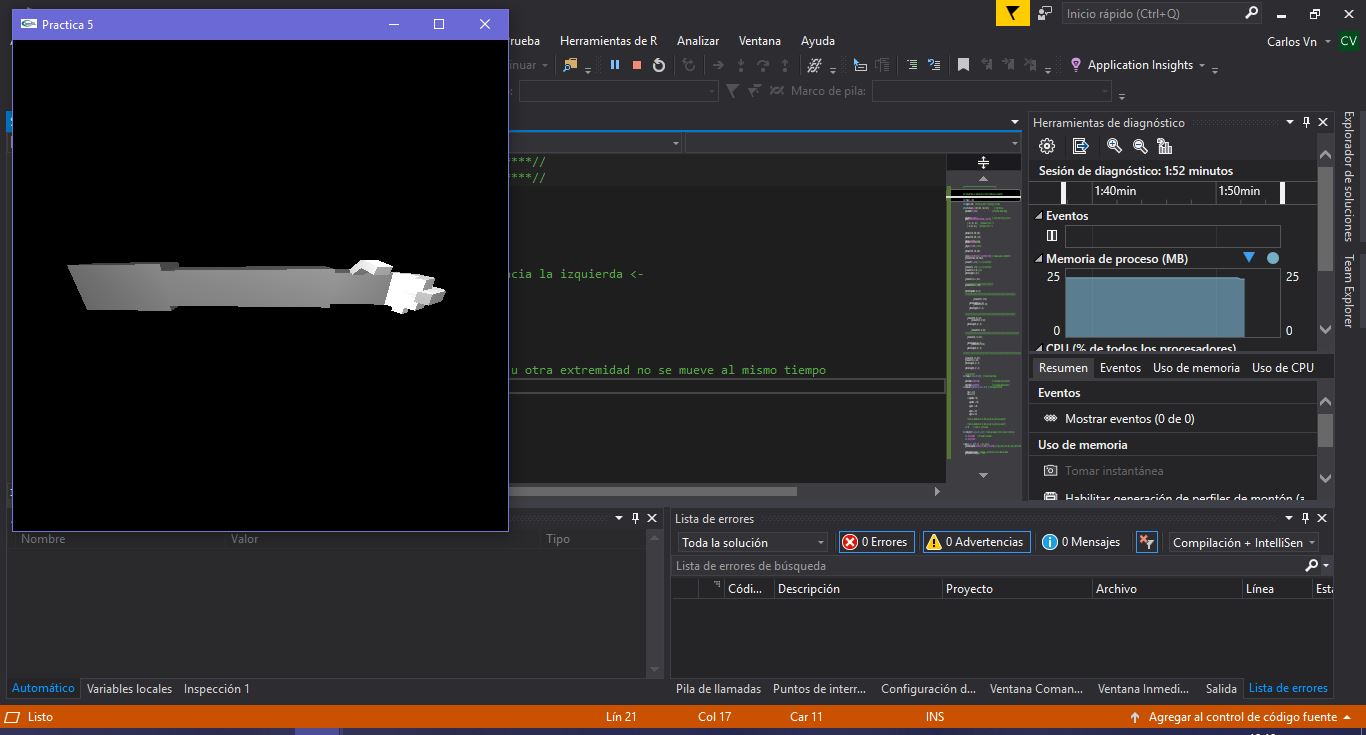 Practica 5
Inicio rápido (Ctrl+Q)
rueba Herramientas de R Analizar Ventana Ayuda
Carlos Vn CV
nuar
Application Insights
Marco de pila:
Herramientas de diagnóstico
****//
****//
Sesión de diagnóstico: 1:52 minutos
1:40min 1:50min
Eventos
acia la izquierda <-
Memoria de proceso (MB)
25 25
0 0
CPU (% de todos los procesadores)
u otra extremidad no se mueve al mismo tiempo
Resumen Eventos Uso de memoria Uso de CPU
Eventos
Mostrar eventos (0 de 0)
Uso de memoria
Tomar instantánea
Habilitar generación de perfiles de montón (a
Explorador de soluciones
Team Explorer
Nombre Valor Tipo
Lista de errores
Toda la solución 0 Errores 0 Advertencias 0 Mensajes Compilación + IntelliSen
Lista de errores de búsqueda
Códi... Descripción Proyecto Archivo Línea Esta
Automático Variables locales Inspección 1
Pila de llamadas Puntos de interr... Configuración d... Ventana Coman... Ventana Inmedi... Salida Lista de errores
Listo Lín 21 Col 17 Car 11 INS Agregar al control de código fuente